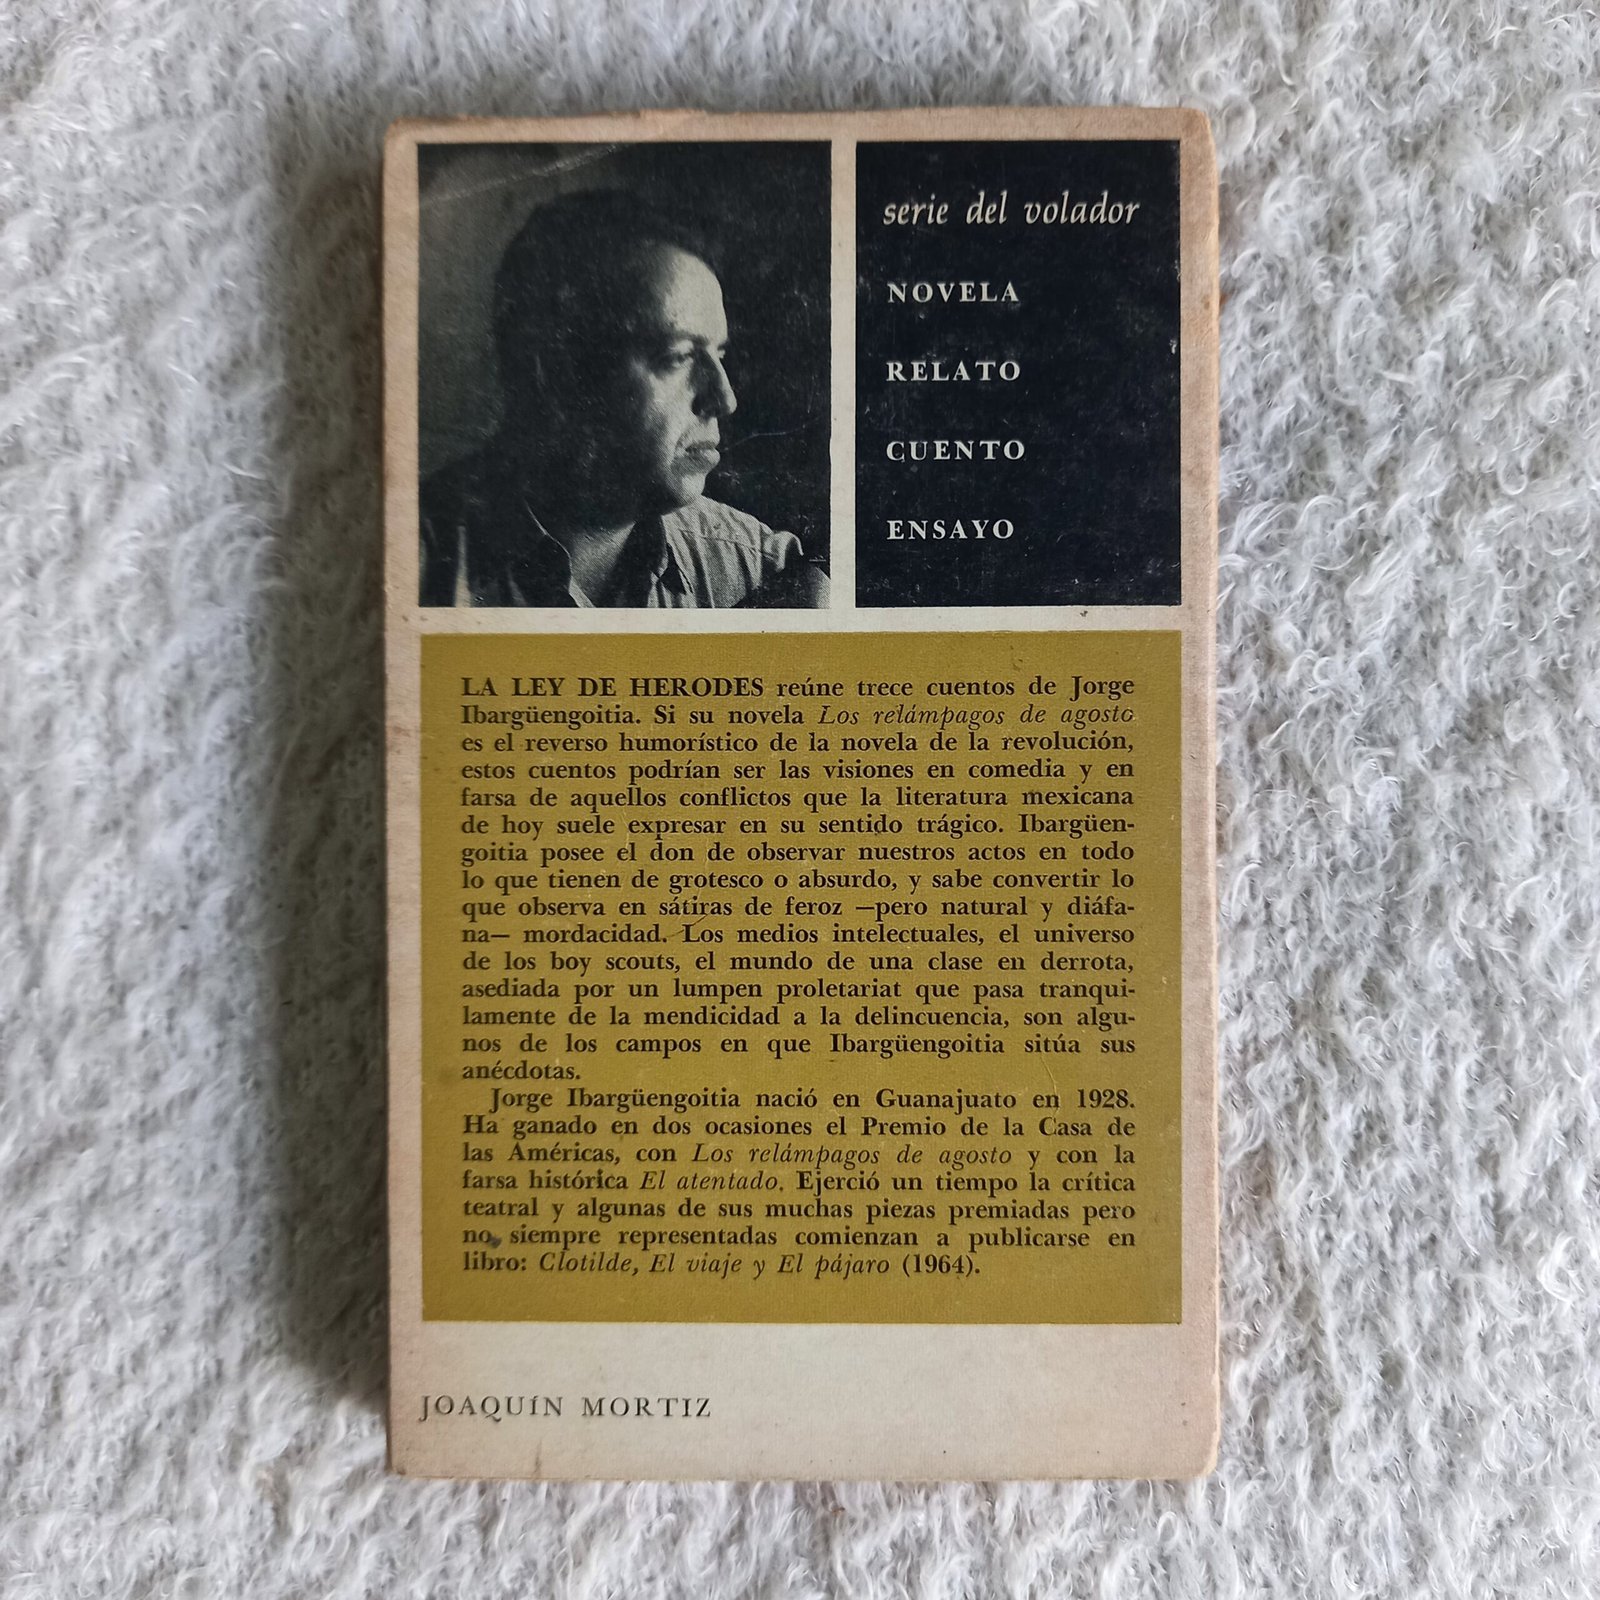 serie del volador
NOVELA
RELATO
CUENTO
ENSAYO
LA LEY DE HERODES reúne trece cuentos de Jorge
Ibargüengoitia. Si su novela Los relámpagos de agosto
es el reverso humorístico de la novela de la revolución,
estos cuentos podrían ser las visiones en comedia y en
farsa de aquellos conflictos que la literatura mexicana
de hoy suele expresar en su sentido trágico. Ibargüen-
goitia posee el don de observar nuestros actos en todo
lo que tienen de grotesco o absurdo, y sabe convertir lo
que observa en sátiras de feroz —pero natural y diáfa-
na— mordacidad. Los medios intelectuales, el universo
de los boy scouts, el mundo de una clase en derrota,
asediada por un lumpen proletariat que pasa tranqui-
lamente de la mendicidad a la delincuencia, son algu-
nos de los campos en que Ibargüengoitia sitúa sus
anécdotas.
Jorge Ibargüengoitia nació en Guanajuato en 1928.
Ha ganado en dos ocasiones el Premio de la Casa de
las Américas, con Los relámpagos de agosto y con la
farsa histórica El atentado. Ejerció un tiempo la crítica
teatral y algunas de sus muchas piezas premiadas pero
no siempre representadas comienzan a publicarse en
libro: Clotilde, El viaje y El pájaro (1964).
JOAQUÍN MORTIZ